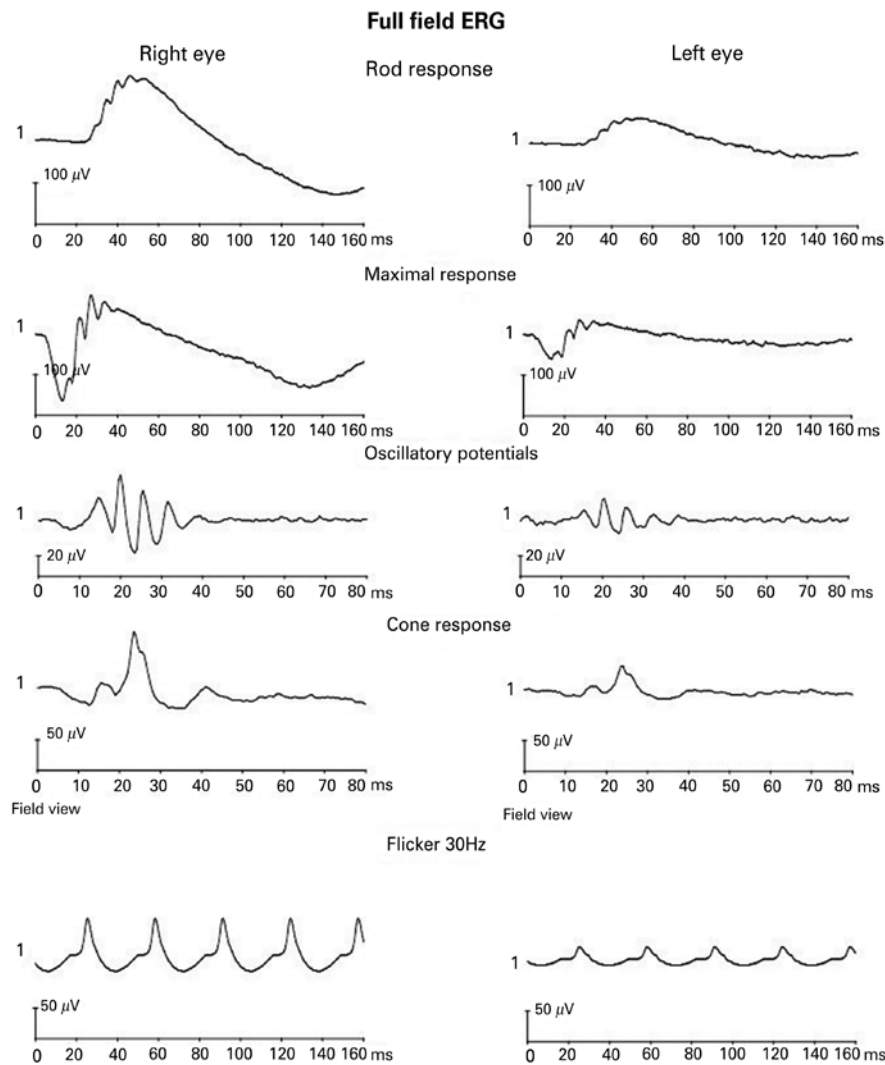 Full field ERG
Right eye
Left eye
Rod response
1
1
100 µV
100 µV
0 20 40 60 80 100 120 140 160 ms
0 20 40 60 80 100 120 140 160 ms
Maximal response
1
1
100 µV
100 µV
0 20 40 60 80 100 120 140 160 ms
0 20 40 60 80 100 120 140 160 ms
Oscillatory potentials
1
1
20 µV
20 µV
0 10 20 30 40 50 60 70 80 ms
0 10 20 30 40 50 60 70 80 ms
Cone response
1
1
50 µV
50 µV
0 10 20 30 40 50 60 70 80 ms
0 10 20 30 40 50 60 70 80 ms
Field view
Field view
Flicker 30Hz
1
1
50 µV
50 µV
0 20 40 60 80 100 120 140 160 ms
0 20 40 60 80 100 120 140 160 ms